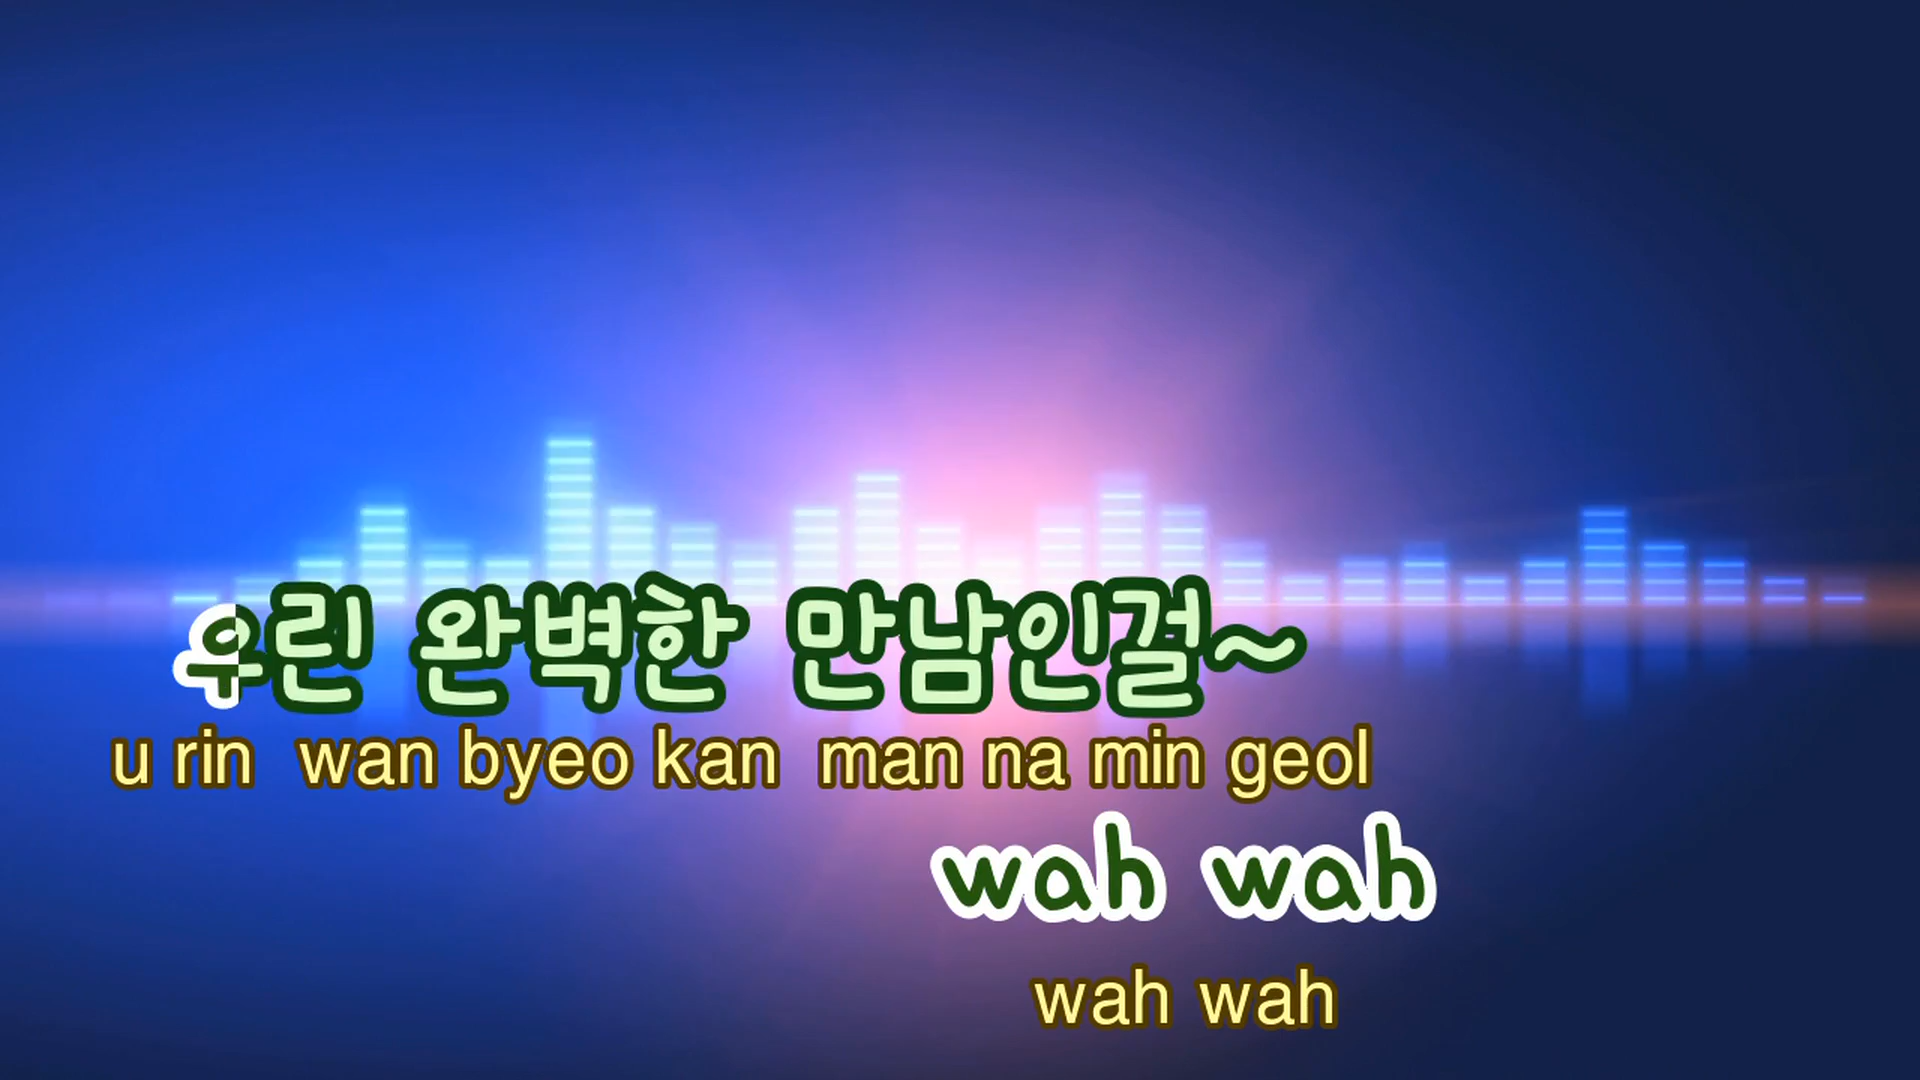 우린 완벽한 만남인걸~
u rin wan byeo kan man na min geol
wah wah
wah wah